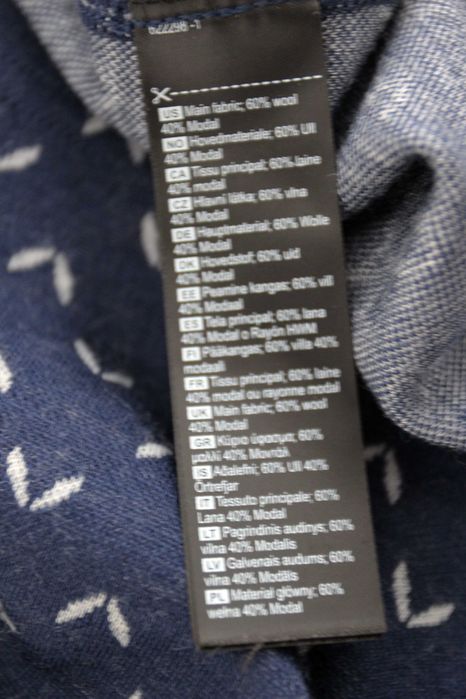 622298 -1
US Main fabric; 60% wool
40% Modal
NO Hovedmateriale; 60% Ull
40% Modal
CA Tissu principal; 60% laine
40% modal
CZ Hlavní látka; 60% vlna
40% Modal
DE Hauptmaterial; 60% Wolle
40% Modal
DK Hovedstof; 60% uld
40% Modal
EE Peamine kangas; 60% vill
40% Modaal
ES Tela principal; 60% lana
40% Modal o Rayón HWM
FI Pääkangas; 60% villa 40%
modaali
FR Tissu principal; 60% laine
40% modal ou rayonne modal
UK Main fabric; 60% wool
40% Modal
GR Κύριο ύφασμα; 60%
μαλλί 40% Μοντάλ
IS Aðalefni; 60% Ull 40%
Örtrefjar
IT Tessuto principale; 60%
Lana 40% Modal
LT Pagrindinis audinys; 60%
vilna 40% Modalis
LV Galvenais audums; 60%
vilna 40% Modāls
PL Materiał główny; 60%
wełna 40% Modal